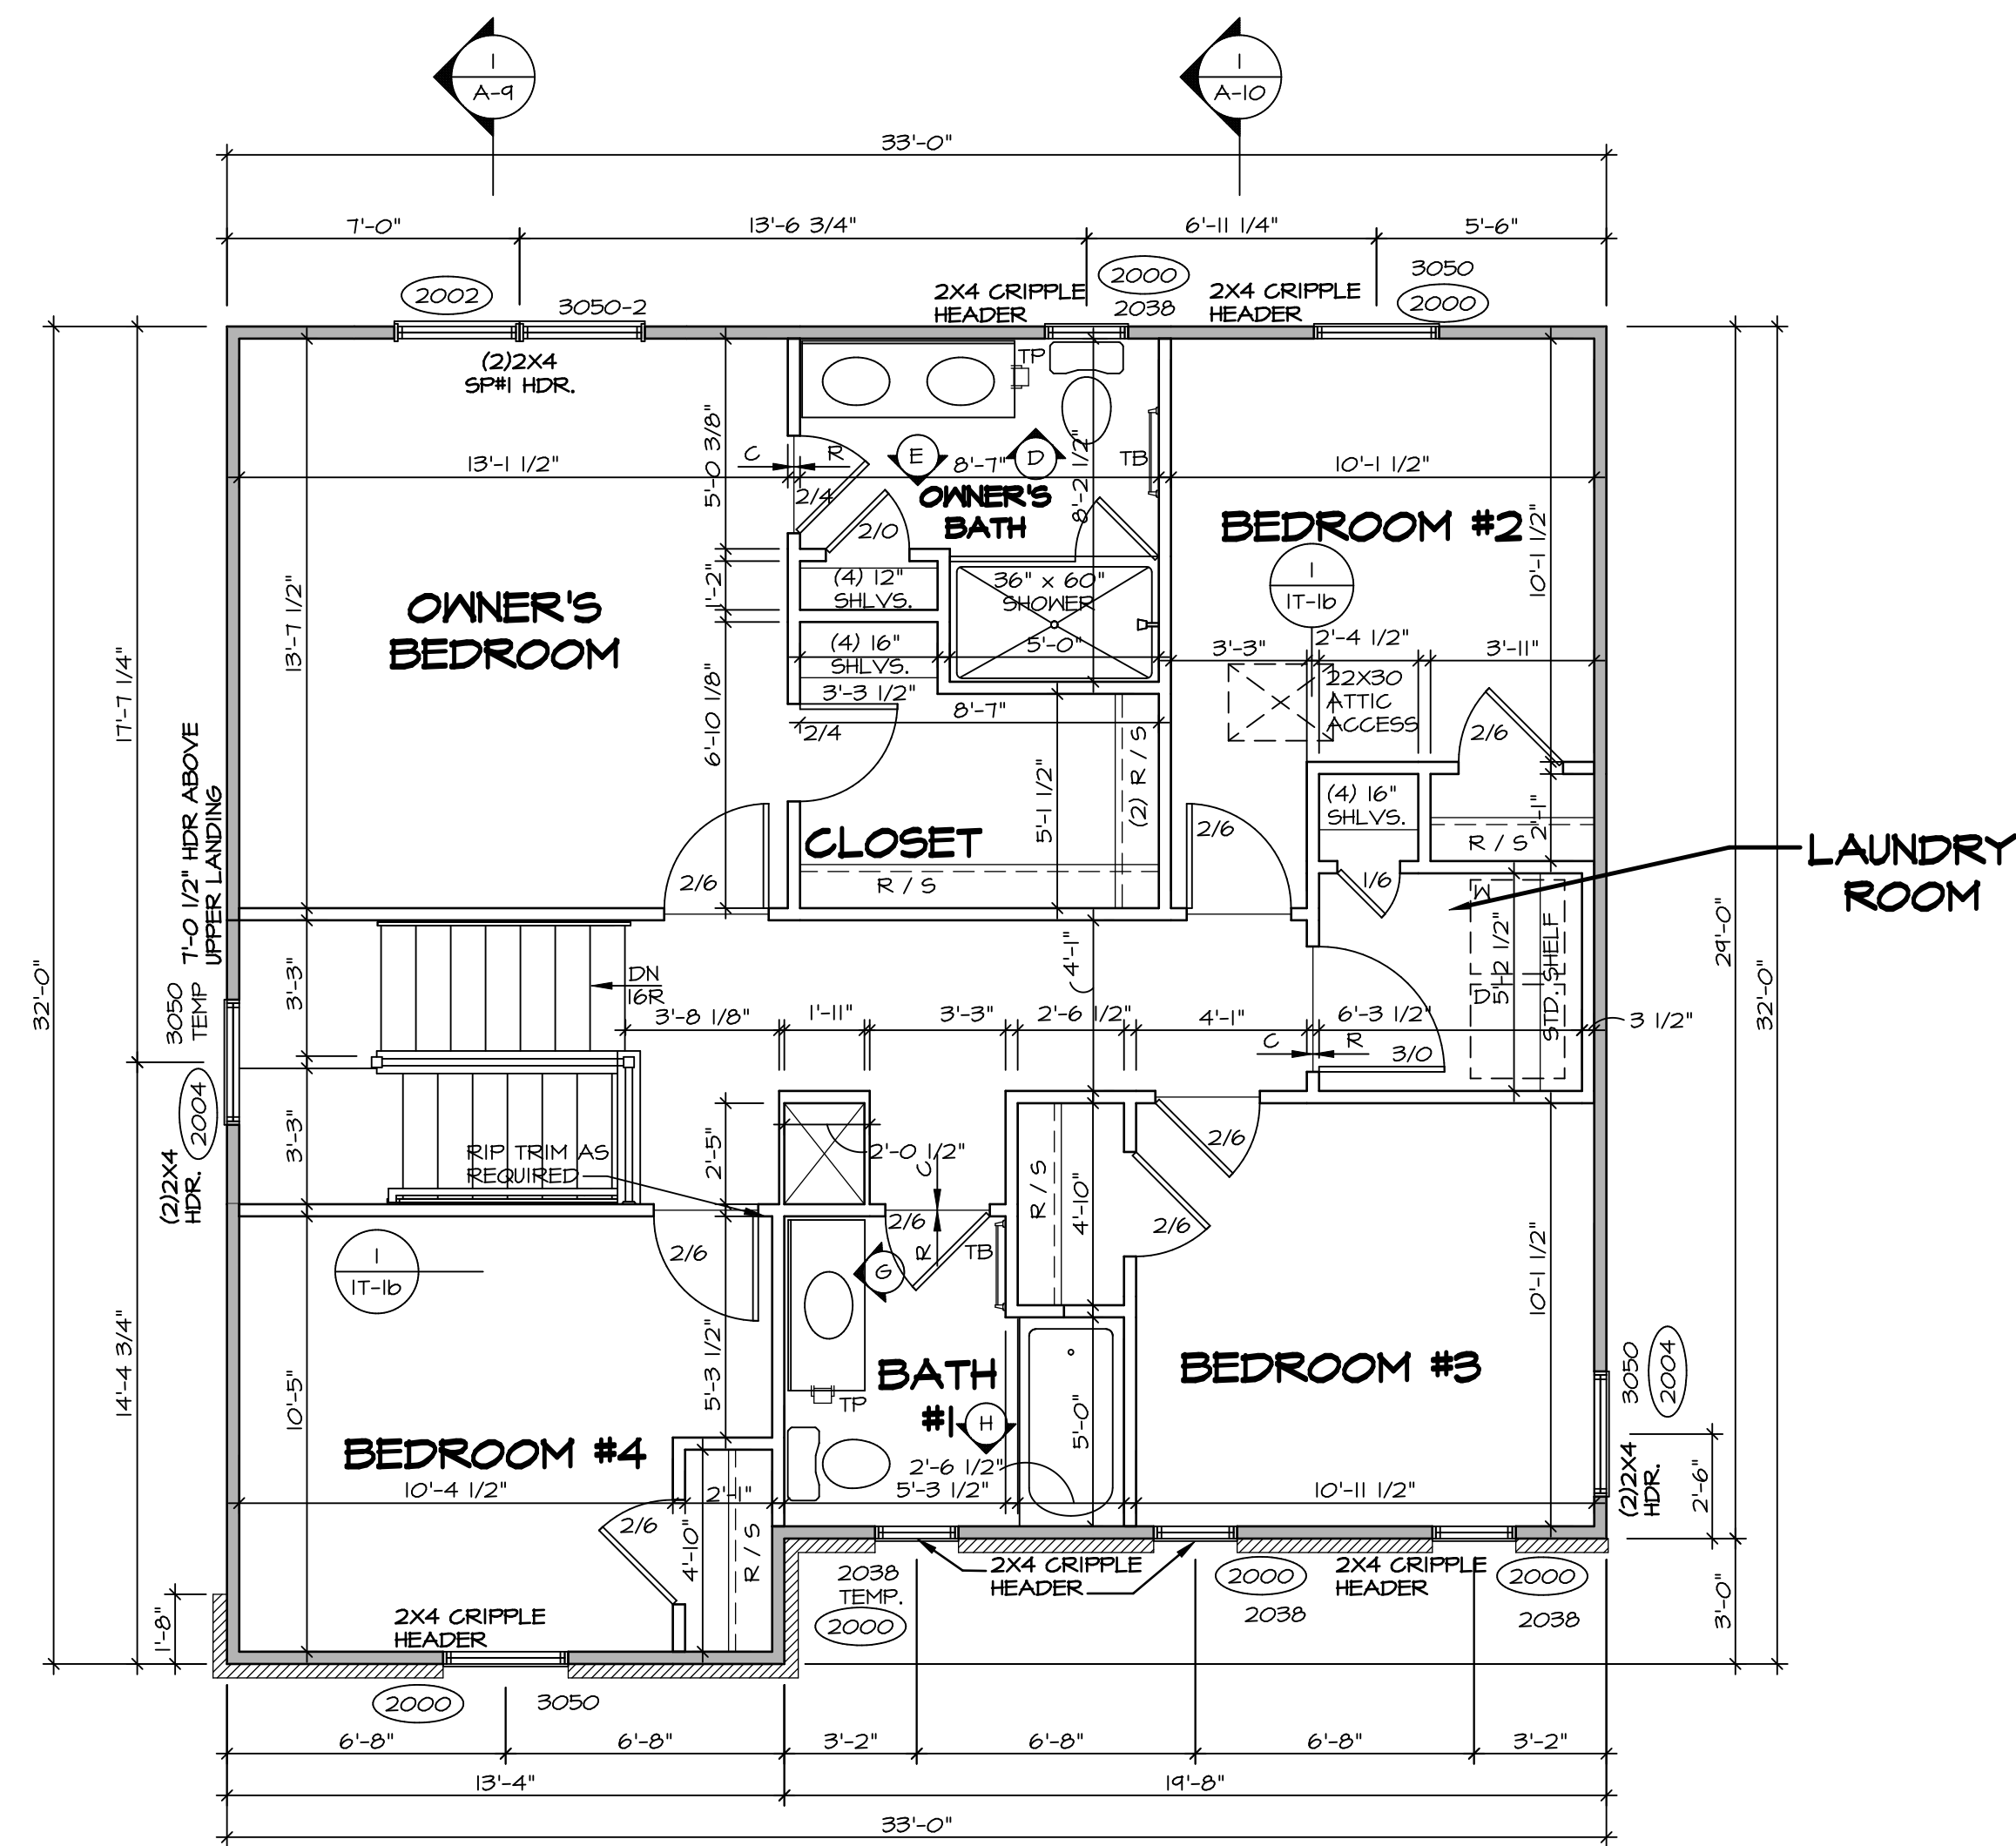 1
A-9
1
A-10
33'-0"
7'-0"
13'-6 3/4"
6'-11 1/4"
5'-6"
2002
3050-2
2X4 CRIPPLE
HEADER
2000
2038
2X4 CRIPPLE
HEADER
3050
2000
(2)2X4
SP#1 HDR.
TP
5'-0 3/8"
C
R
E
D
TB
13'-1 1/2"
8'-7"
8'-2 1/2"
10'-1 1/2"
2/4
OWNER'S
BATH
BEDROOM #2
10'-1 1/2"
2/0
1
1T-1b
(4) 12"
SHLVS.
36" x 60"
SHOWER
1'-2"
13'-7 1/2"
OWNER'S
BEDROOM
(4) 16"
SHLVS.
5'-0"
3'-3"
2'-4 1/2"
3'-11"
3'-3 1/2"
8'-7"
22X30
ATTIC
ACCESS
6'-10 1/8"
2/4
2/6
17'-7 1/4"
7'-0 1/2" HDR ABOVE
UPPER LANDING
5'-1 1/2"
(2) R / S
(4) 16"
SHLVS.
2'-1"
CLOSET
2/6
R / S
LAUNDRY
ROOM
2/6
R / S
1/6
W
29'-0"
32'-0"
32'-0"
3'-3"
DN
16R
4'-1"
5'-2 1/2"
STD. SHELF
D
3050
TEMP
3'-8 1/8"
1'-11"
3'-3"
2'-6 1/2"
4'-1"
6'-3 1/2"
3 1/2"
C
R
3/0
2004
(2)2X4
HDR.
3'-3"
RIP TRIM AS
REQUIRED
2'-5"
2'-0 1/2"
C
2/6
R
TB
R / S
4'-10"
2/6
2/6
2/6
1
1T-1b
G
10'-1 1/2"
14'-4 3/4"
10'-5"
5'-3 1/2"
BATH
#1
H
TP
5'-0"
BEDROOM #3
3050
2004
BEDROOM #4
2'-6 1/2"
10'-4 1/2"
2'-1"
5'-3 1/2"
10'-11 1/2"
(2)2X4
HDR.
2'-6"
2/6
4'-10"
R / S
2038
TEMP.
2000
2X4 CRIPPLE
HEADER
2000
2038
2X4 CRIPPLE
HEADER
2000
2038
3'-0"
1'-8"
2X4 CRIPPLE
HEADER
2000
3050
6'-8"
6'-8"
3'-2"
6'-8"
6'-8"
3'-2"
13'-4"
19'-8"
33'-0"